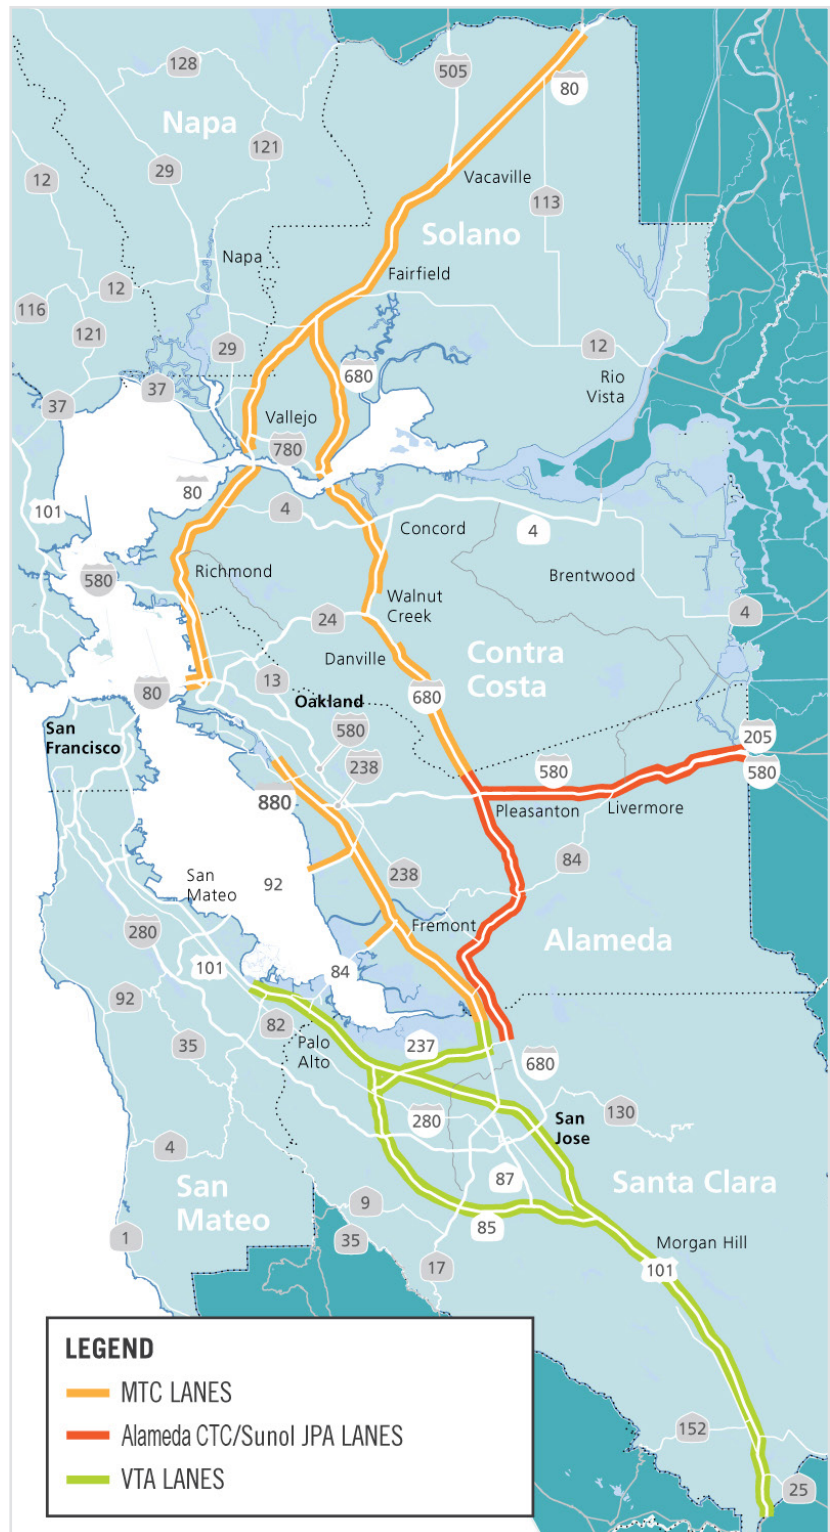 128
505
80
Napa
121
29
12
Vacaville
113
Solano
Napa
Fairfield
12
116
121
29
12
680
Rio
Vista
37
37
Vallejo
780
80
101
4
Concord
4
580
Richmond
Brentwood
Walnut
Creek
24
4
Danville
Contra
Costa
13
80
680
Oakland
San
Francisco
580
205
238
580
580
880
Pleasanton
Livermore
San
Mateo
92
238
84
280
Fremont
Alameda
101
84
92
82
35
Palo
Alto
237
680
280
San
Jose
130
4
87
San
Mateo
9
85
Santa Clara
1
35
17
Morgan Hill
101
LEGEND
MTC LANES
Alameda CTC/Sunol JPA LANES
VTA LANES
152
25